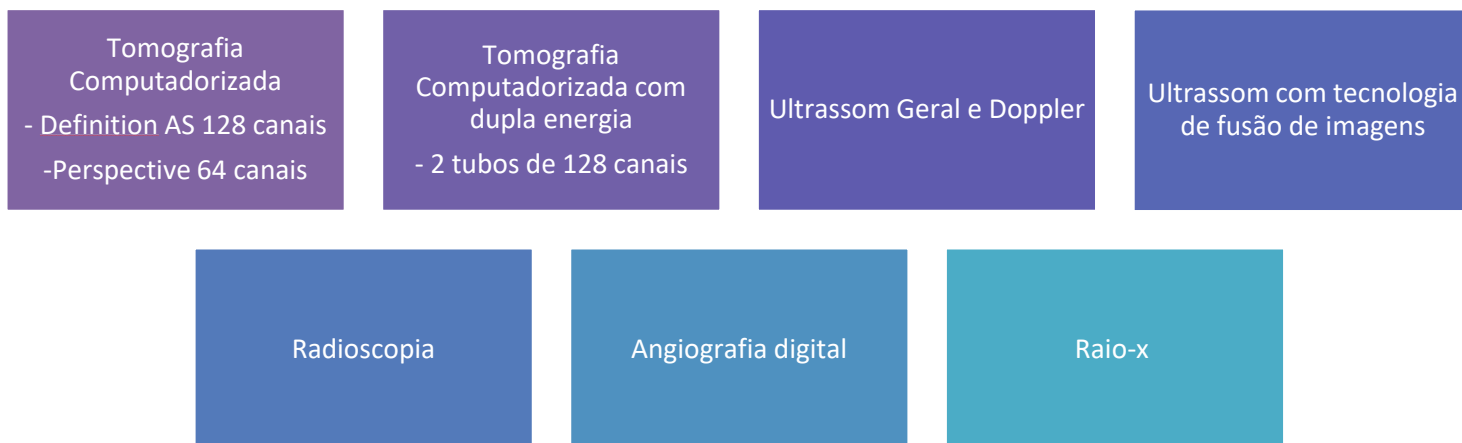 Tomografia
Computadorizada
- Definition AS 128 canais
-Perspective 64 canais
Tomografia
Computadorizada com
dupla energia
- 2 tubos de 128 canais
Ultrassom Geral e Doppler
Ultrassom com tecnologia
de fusão de imagens
Radioscopia
Angiografia digital
Raio-x